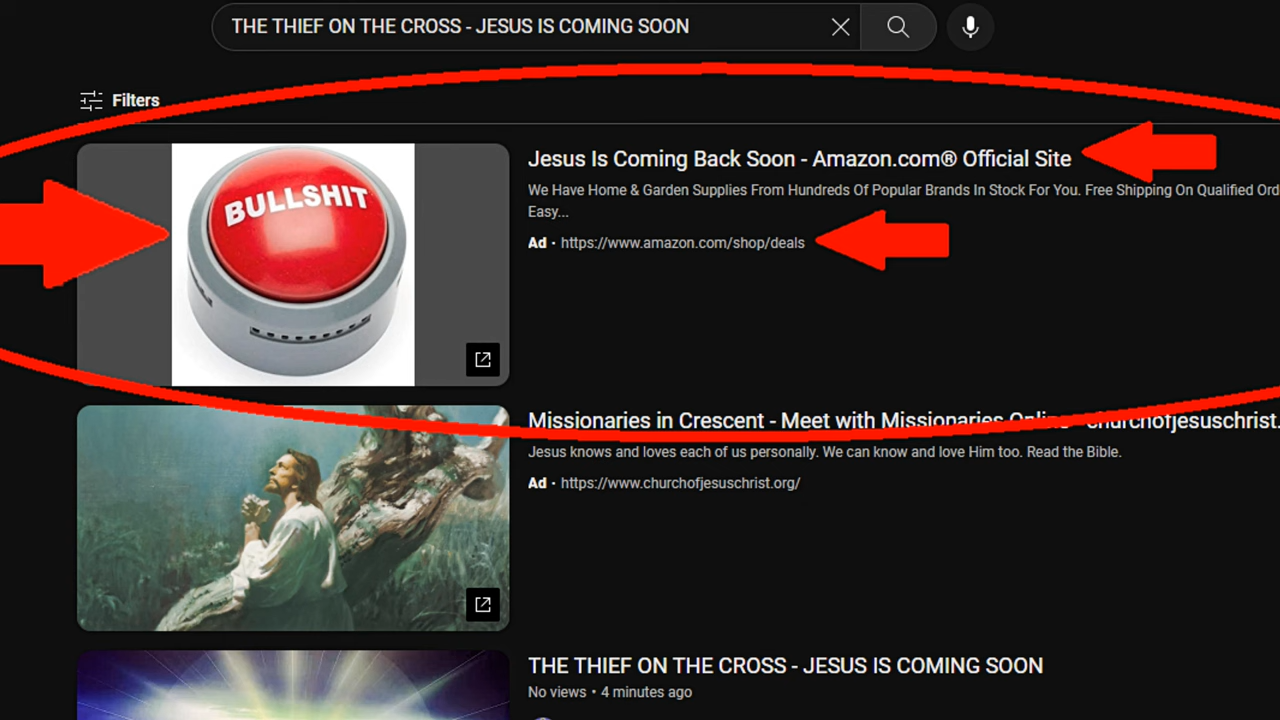 THE THIEF ON THE CROSS - JESUS IS COMING SOON
Filters
BULLSHIT
Jesus Is Coming Back Soon - Amazon.com® Official Site
We Have Home & Garden Supplies From Hundreds Of Popular Brands In Stock For You. Free Shipping On Qualified Ord
Easy...
Ad · https://www.amazon.com/shop/deals
Missionaries in Crescent - Meet with Missionaries Online - churchofjesuschrist.
Jesus knows and loves each of us personally. We can know and love Him too. Read the Bible.
Ad · https://www.churchofjesuschrist.org/
THE THIEF ON THE CROSS - JESUS IS COMING SOON
No views • 4 minutes ago